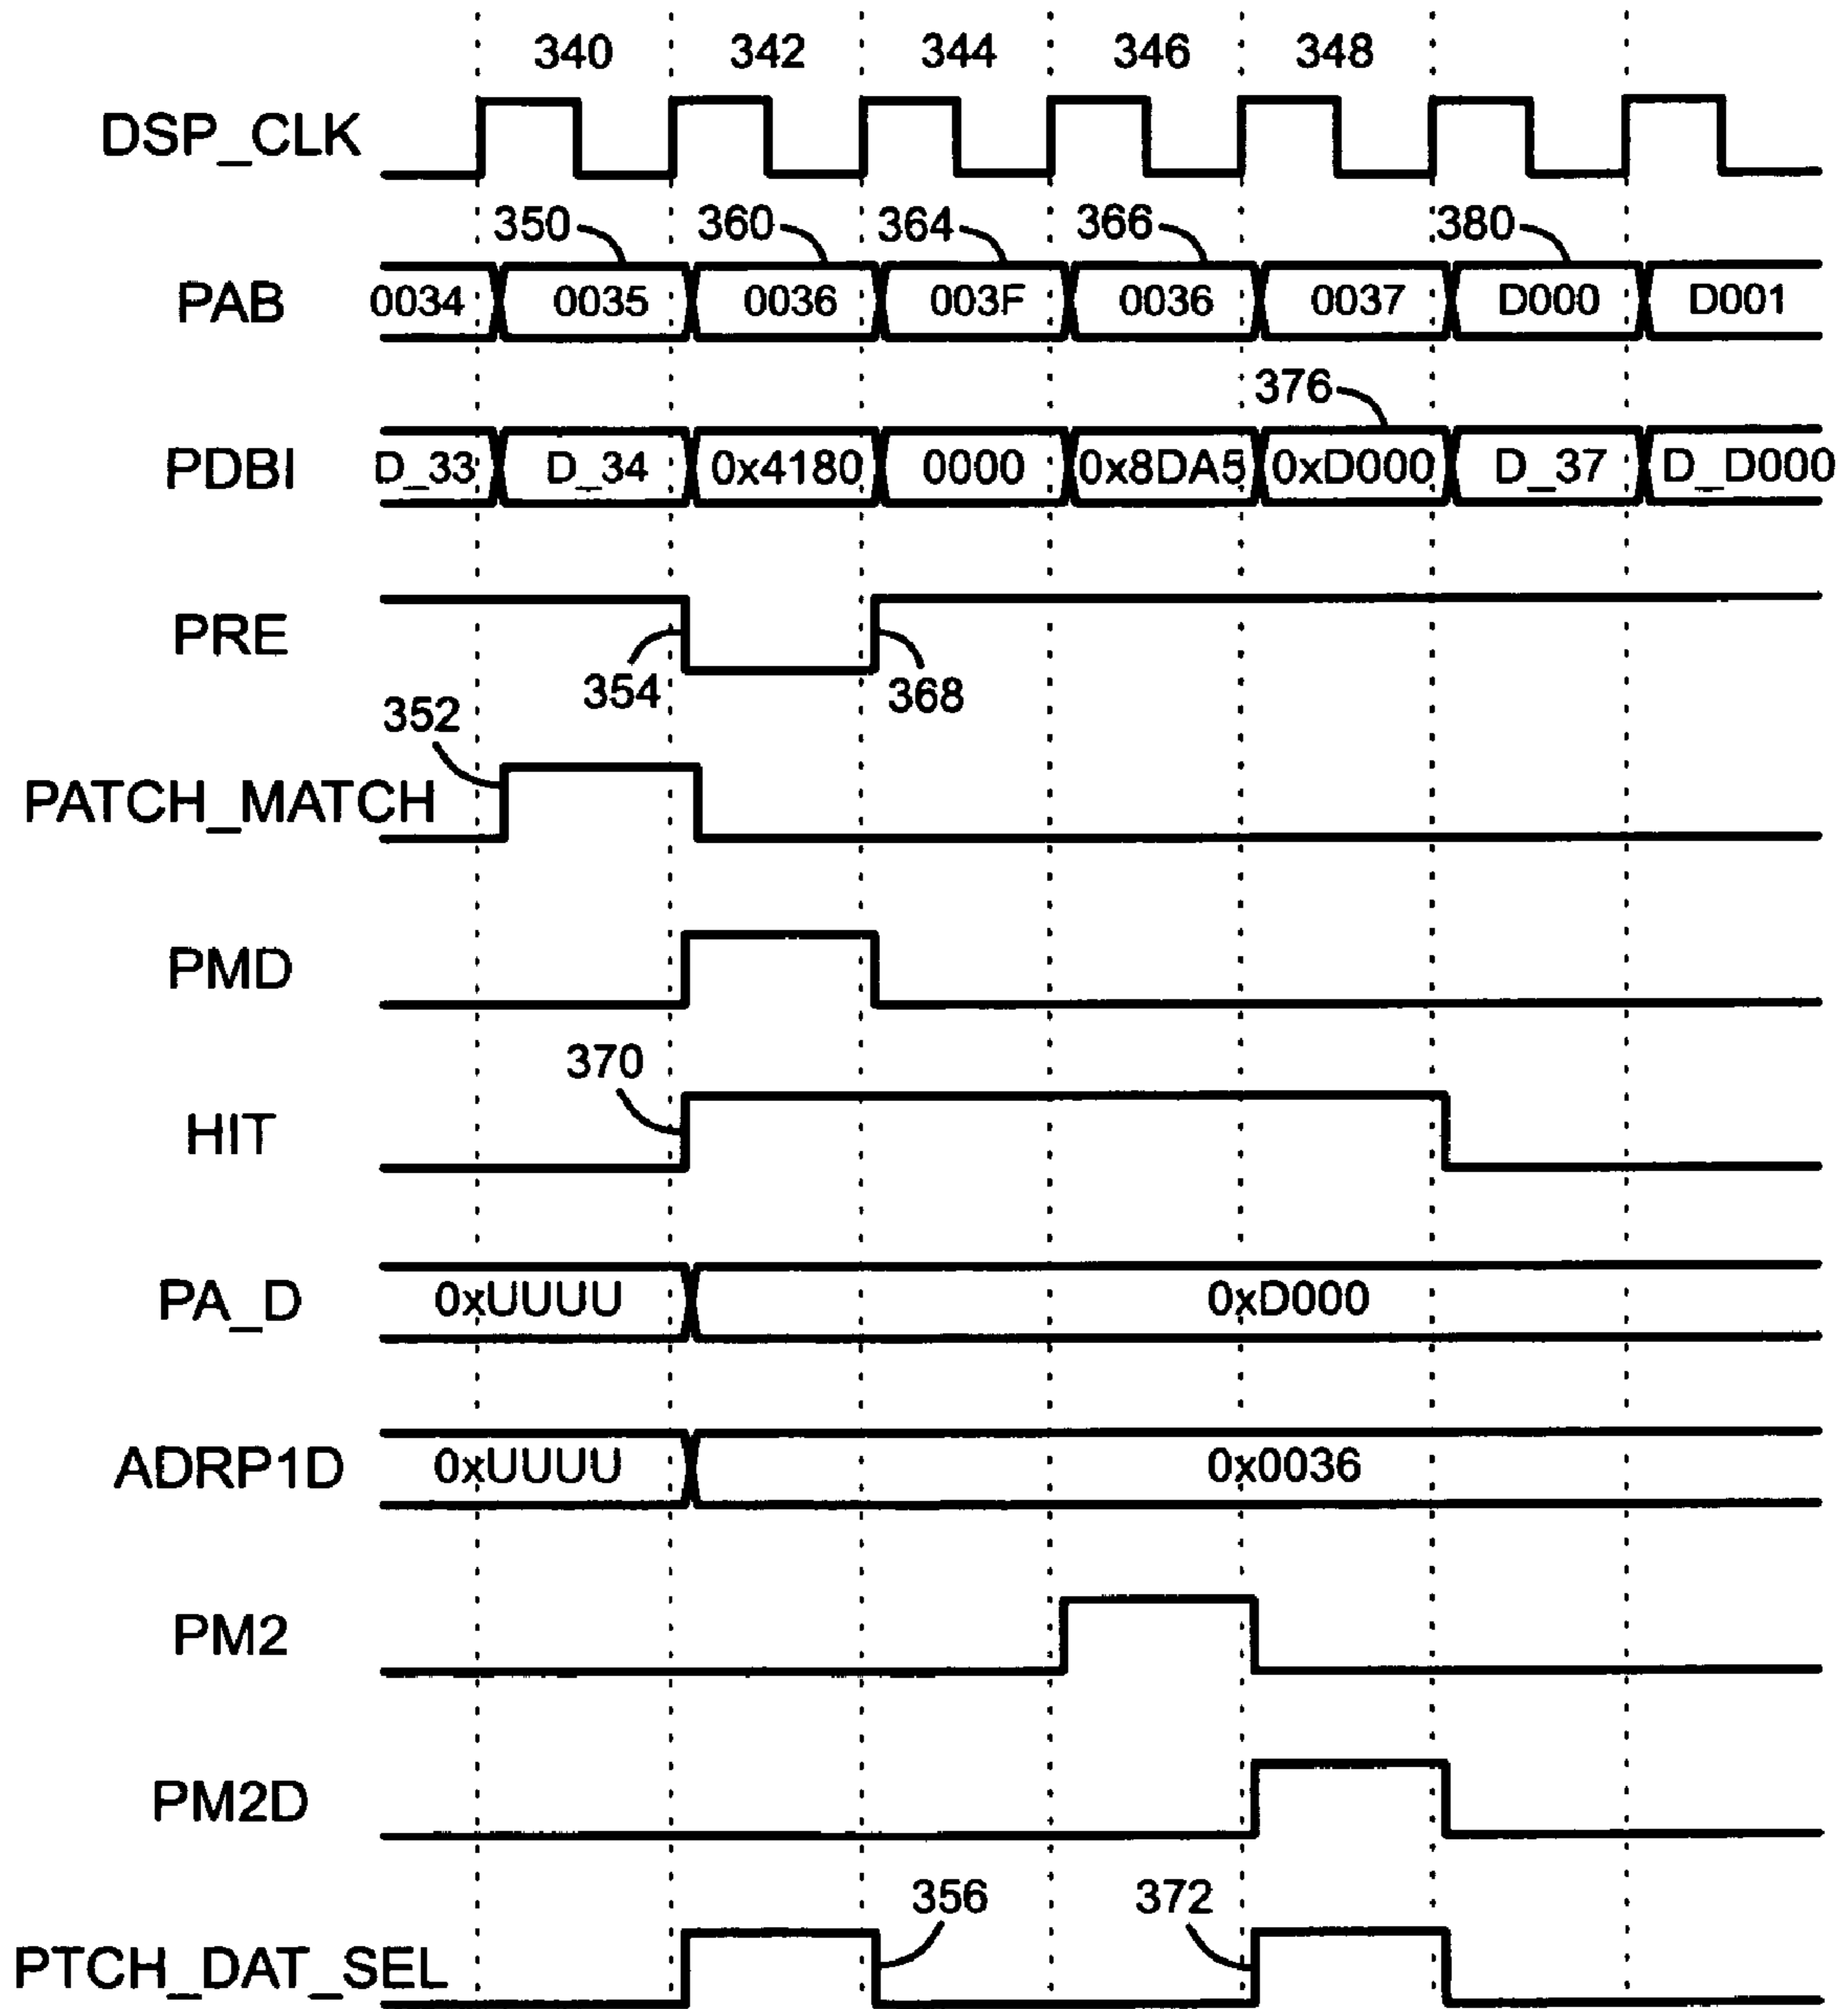 340 342 344 346 348
DSP_CLK
350 360 364 366 380
PAB 0034 0035 0036 003F 0036 0037 D000 D001
376
PDBI D_33 D_34 0x4180 0000 0x8DA5 0xD000 D_37 D_D000
PRE
354 368
352
PATCH_MATCH
PMD
370
HIT
PA_D 0xUUUU 0xD000
ADRP1D 0xUUUU 0x0036
PM2
PM2D
356 372
PTCH_DAT_SEL